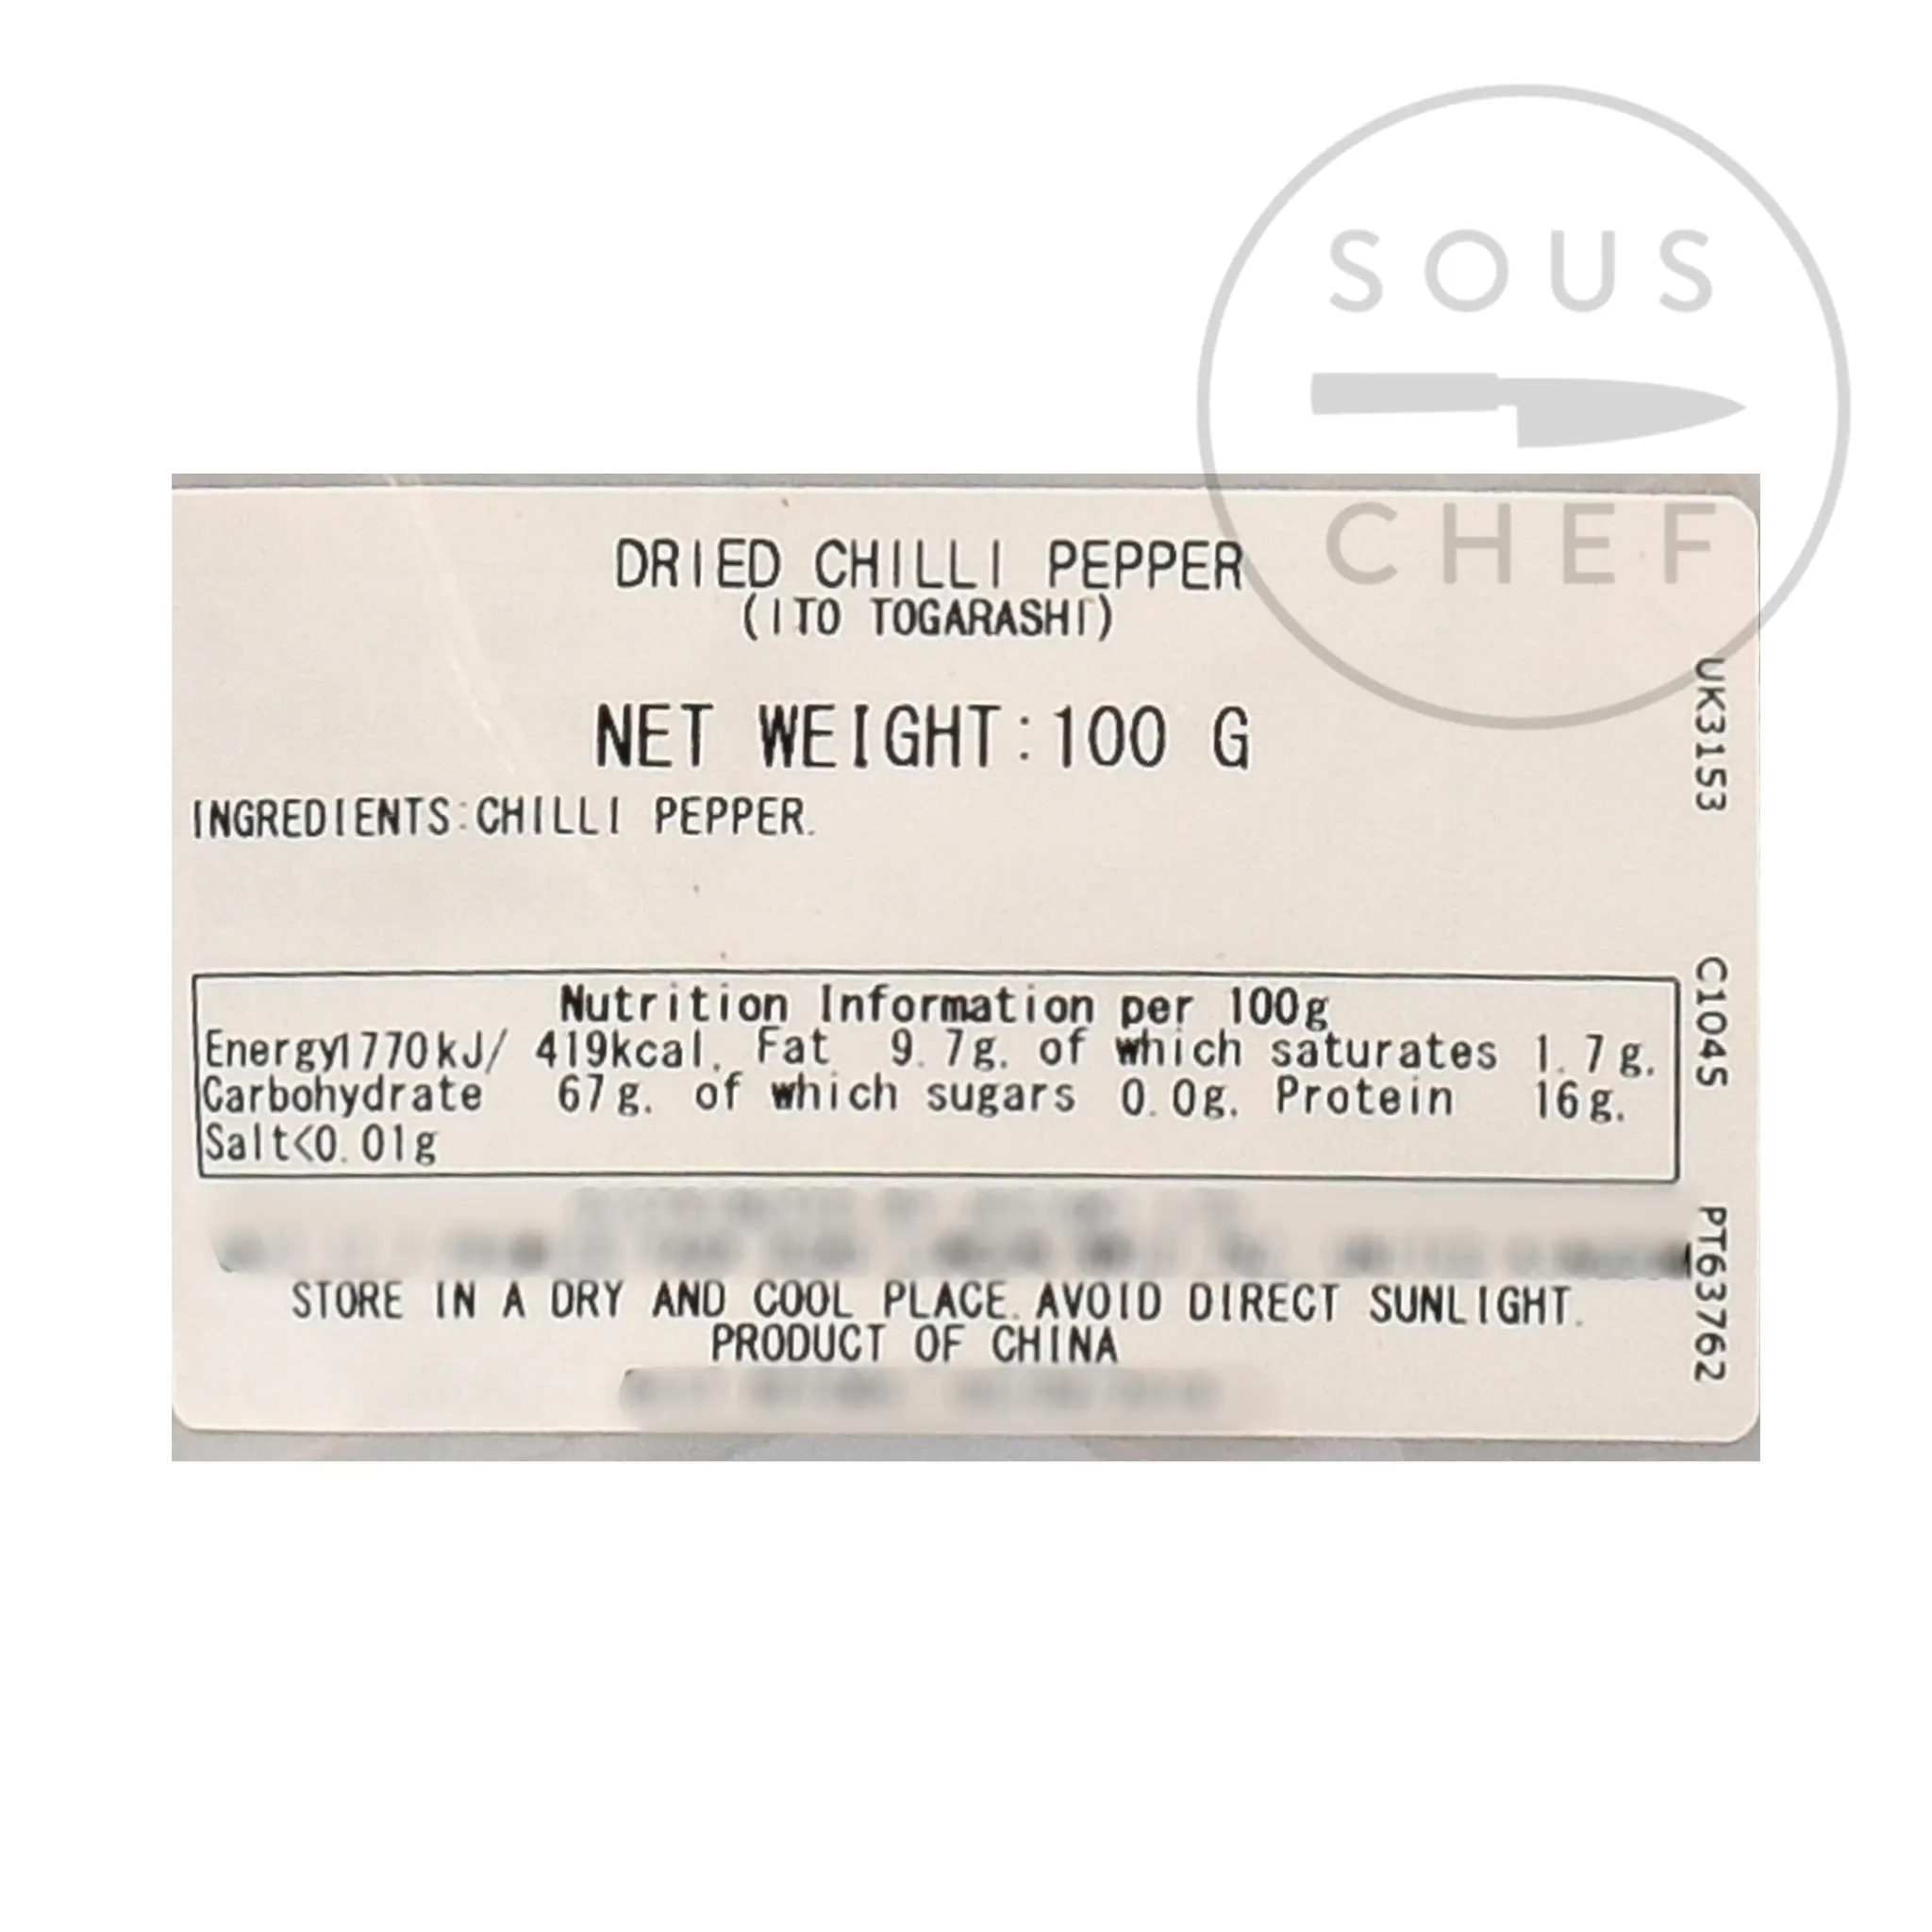 SOUS
CHEF
DRIED CHILLI PEPPER
(ITO TOGARASHI)
NET WEIGHT:100 G
INGREDIENTS:CHILLI PEPPER.
Nutrition Information per 100g
Energy1770kJ/ 419kcal. Fat 9.7g. of which saturates 1.7g.
Carbohydrate 67g. of which sugars 0.0g. Protein 16g.
Salt<0.01g
STORE IN A DRY AND COOL PLACE. AVOID DIRECT SUNLIGHT.
PRODUCT OF CHINA
UK3153
C1045
PT63762